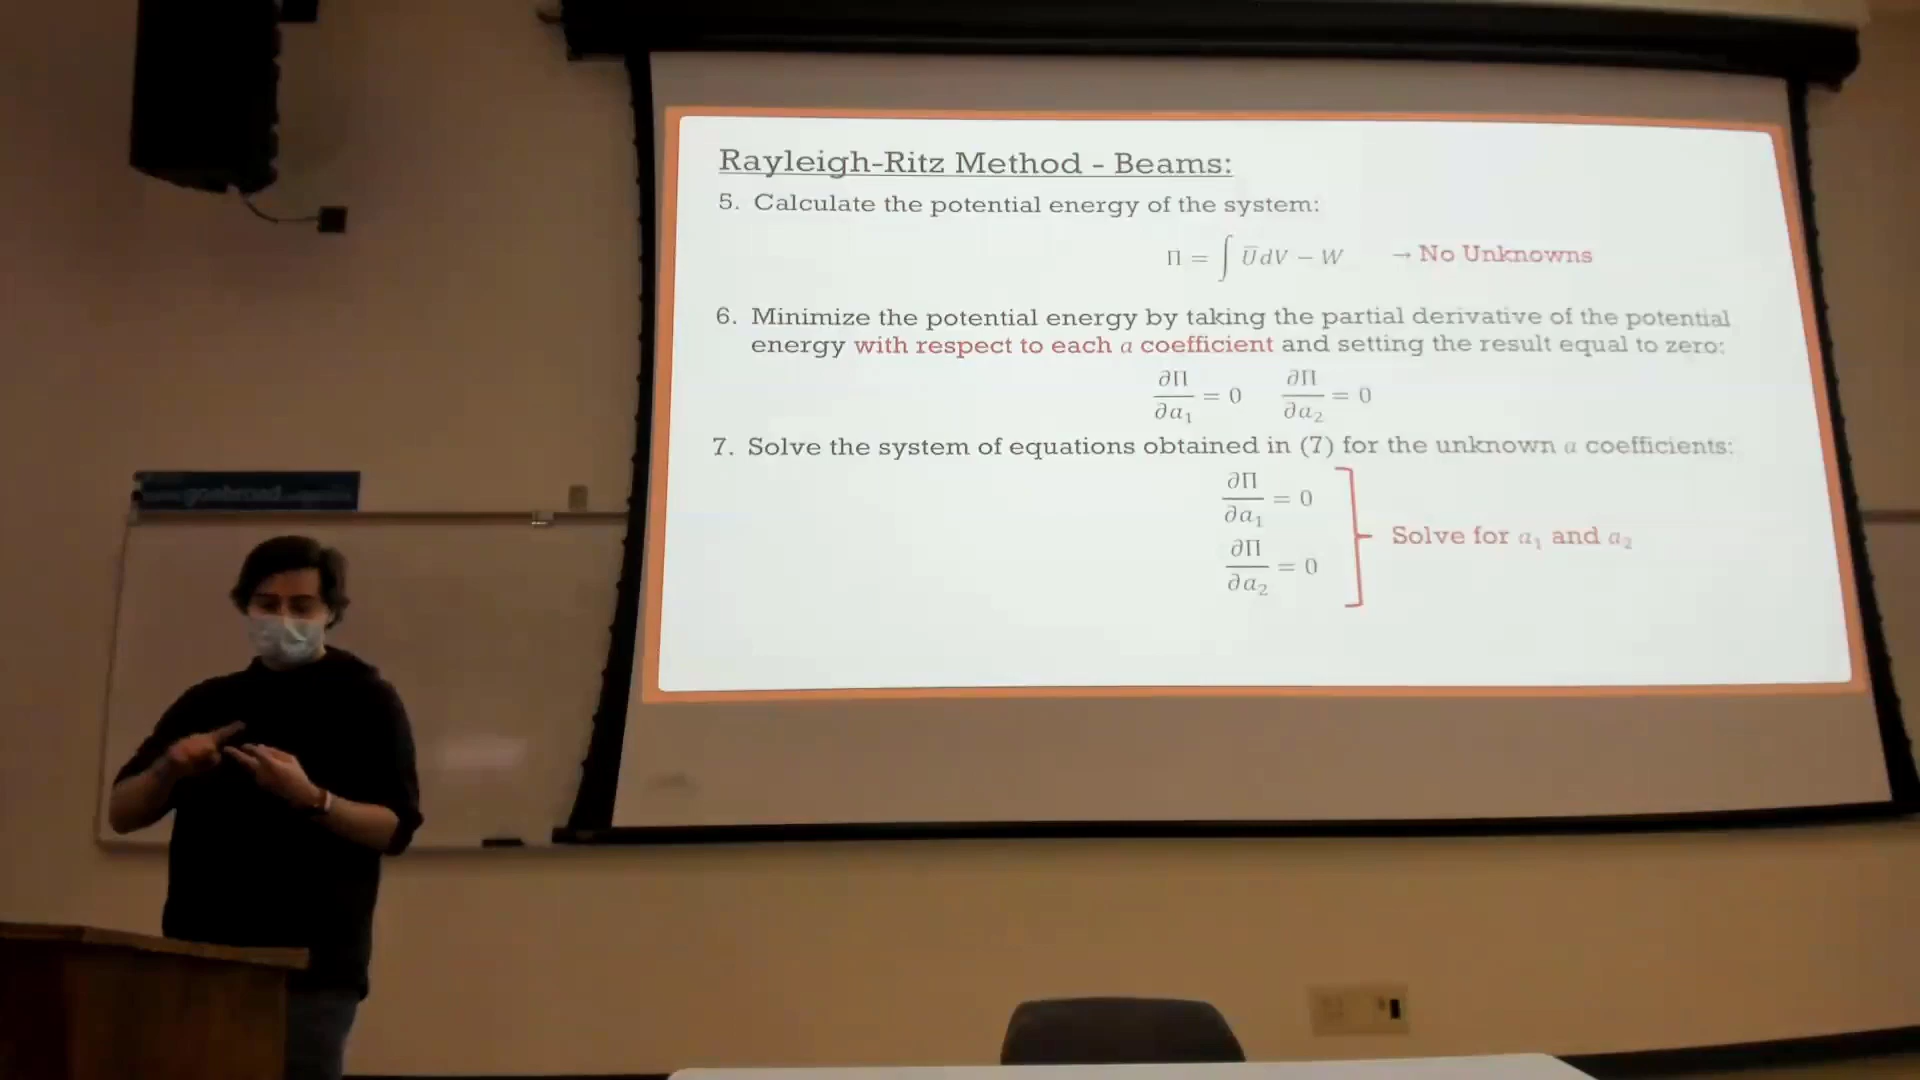 Rayleigh-Ritz Method - Beams:
5. Calculate the potential energy of the system:
Π = ∫ U̅dV − W → No Unknowns
6. Minimize the potential energy by taking the partial derivative of the potential
energy with respect to each a coefficient and setting the result equal to zero:
∂Π/∂a₁ = 0 ∂Π/∂a₂ = 0
7. Solve the system of equations obtained in (7) for the unknown a coefficients:
∂Π/∂a₁ = 0
∂Π/∂a₂ = 0
Solve for a₁ and a₂